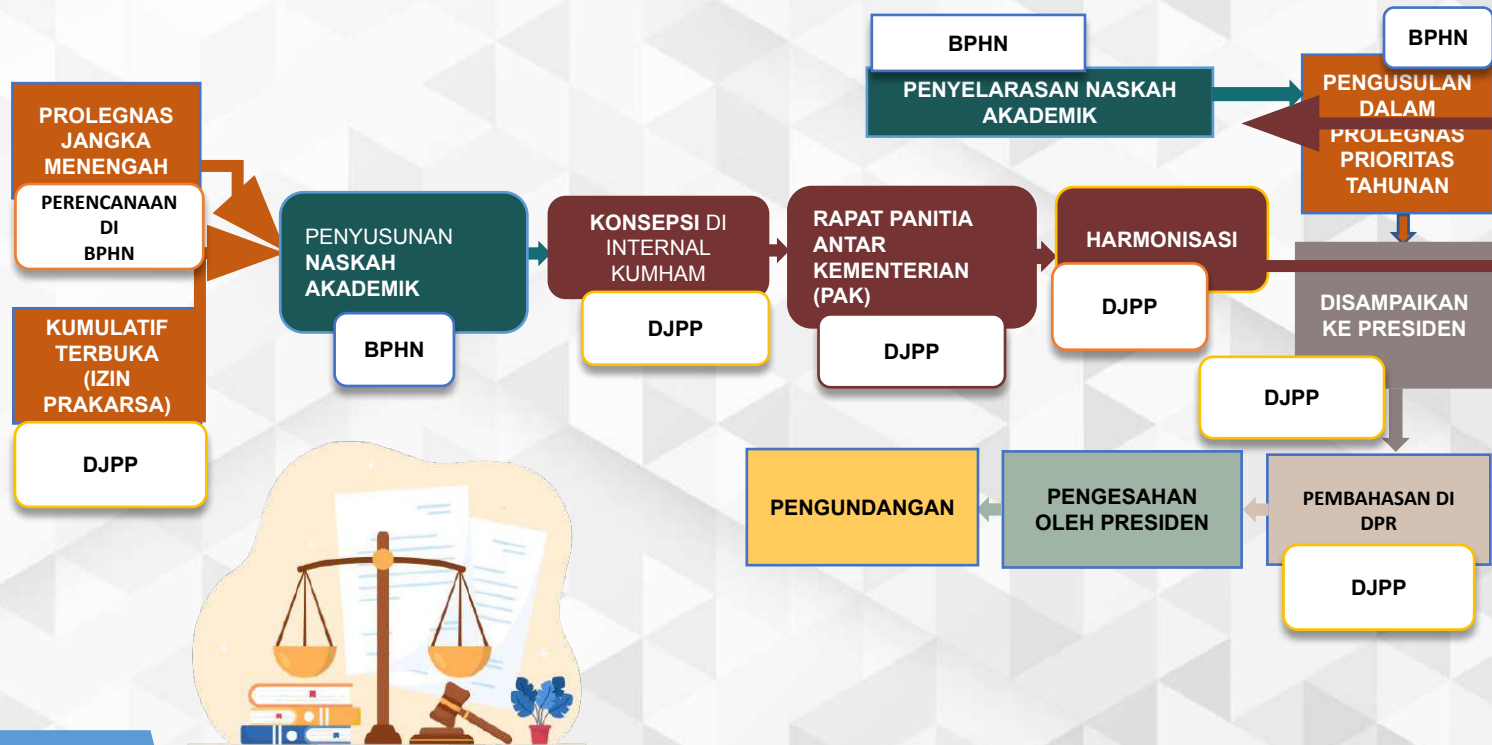 PROLEGNAS
JANGKA
MENENGAH
PERENCANAAN
DI
BPHN
KUMULATIF
TERBUKA
(IZIN
PRAKARSA)
DJPP
PENYUSUNAN
NASKAH
AKADEMIK
BPHN
KONSEPSI DI
INTERNAL
KUMHAM
DJPP
RAPAT PANITIA
ANTAR
KEMENTERIAN
(PAK)
DJPP
HARMONISASI
DJPP
BPHN
PENYELARASAN NASKAH
AKADEMIK
BPHN
PENGUSULAN
DALAM
PROLEGNAS
PRIORITAS
TAHUNAN
DISAMPAIKAN
KE PRESIDEN
DJPP
PEMBAHASAN DI
DPR
DJPP
PENGESAHAN
OLEH PRESIDEN
PENGUNDANGAN